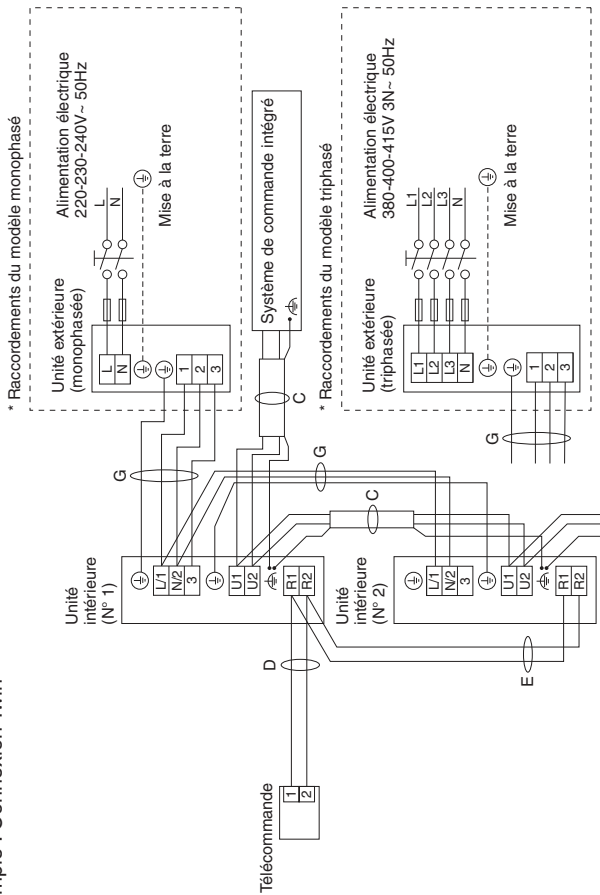 mple : Connexion Twin
* Raccordements du modèle monophasé
Unité
intérieure
(N° 1)
Unité extérieure
(monophasée)
Alimentation électrique
220-230-240V~ 50Hz
L
N
L
N
Mise à la terre
1
2
3
G
L/1
N/2
3
U1
U2
R1
R2
Télécommande
1
2
D
Système de commande intégré
C
G
C
* Raccordements du modèle triphasé
Unité
intérieure
(N° 2)
Unité extérieure
(triphasée)
Alimentation électrique
380-400-415V 3N~ 50Hz
L1
L2
L3
N
L1
L2
L3
N
Mise à la terre
1
2
3
G
L/1
N/2
3
U1
U2
R1
R2
E